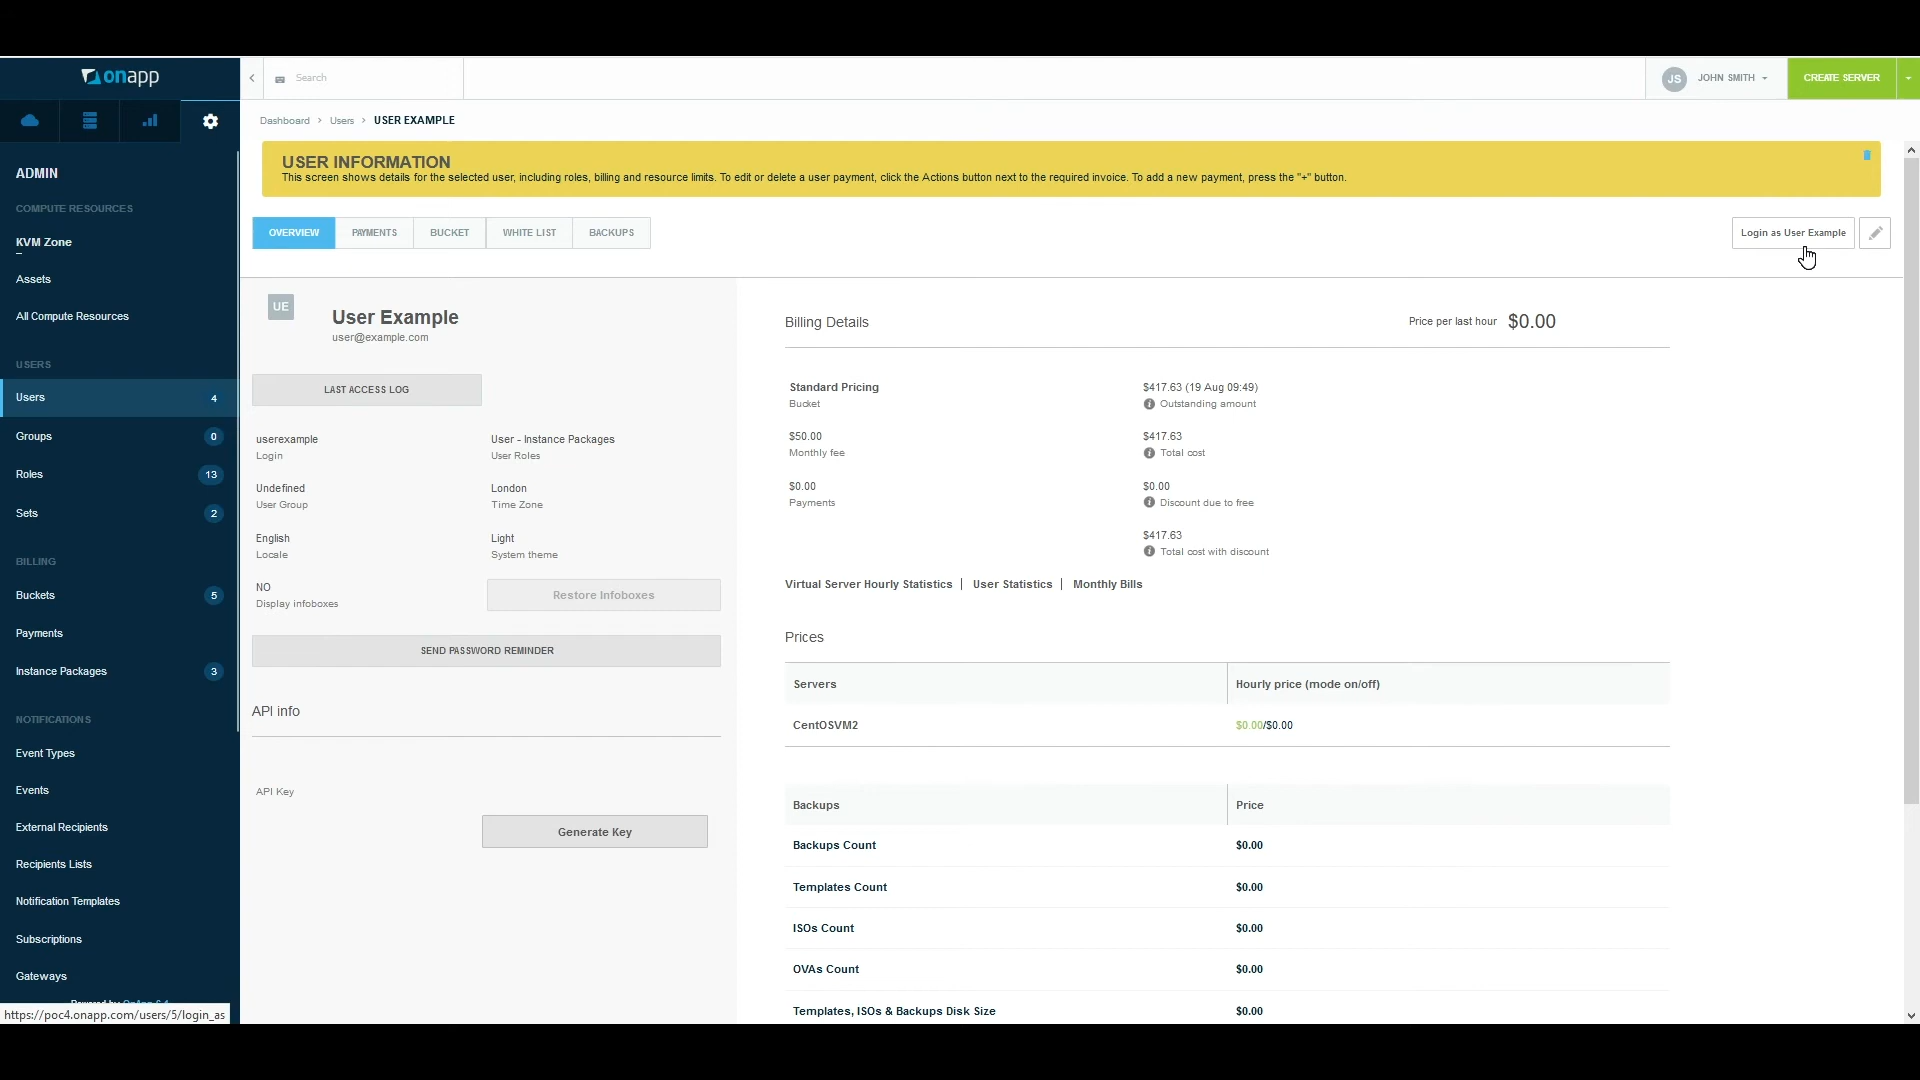 onapp
Search
JS
JOHN SMITH
CREATE SERVER
Dashboard > Users > USER EXAMPLE
ADMIN
COMPUTE RESOURCES
KVM Zone
Assets
All Compute Resources
USERS
Users 4
Groups 0
Roles 13
Sets 2
BILLING
Buckets 5
Payments
Instance Packages 3
NOTIFICATIONS
Event Types
Events
External Recipients
Recipients Lists
Notification Templates
Subscriptions
Gateways
https://poc4.onapp.com/users/5/login_as
USER INFORMATION
This screen shows details for the selected user, including roles, billing and resource limits. To edit or delete a user payment, click the Actions button next to the required invoice. To add a new payment, press the "+" button.
OVERVIEW PAYMENTS BUCKET WHITE LIST BACKUPS
Login as User Example
UE
User Example
user@example.com
LAST ACCESS LOG
userexample
Login
User - Instance Packages
User Roles
Undefined
User Group
London
Time Zone
English
Locale
Light
System theme
NO
Display infoboxes
Restore Infoboxes
SEND PASSWORD REMINDER
API info
API Key
Generate Key
Billing Details
Price per last hour $0.00
Standard Pricing
Bucket
$417.63 (19 Aug 09:49)
Outstanding amount
$50.00
Monthly fee
$417.63
Total cost
$0.00
Payments
$0.00
Discount due to free
$417.63
Total cost with discount
Virtual Server Hourly Statistics | User Statistics | Monthly Bills
Prices
Servers Hourly price (mode on/off)
CentOSVM2 $0.00/$0.00
Backups Price
Backups Count $0.00
Templates Count $0.00
ISOs Count $0.00
OVAs Count $0.00
Templates, ISOs & Backups Disk Size $0.00